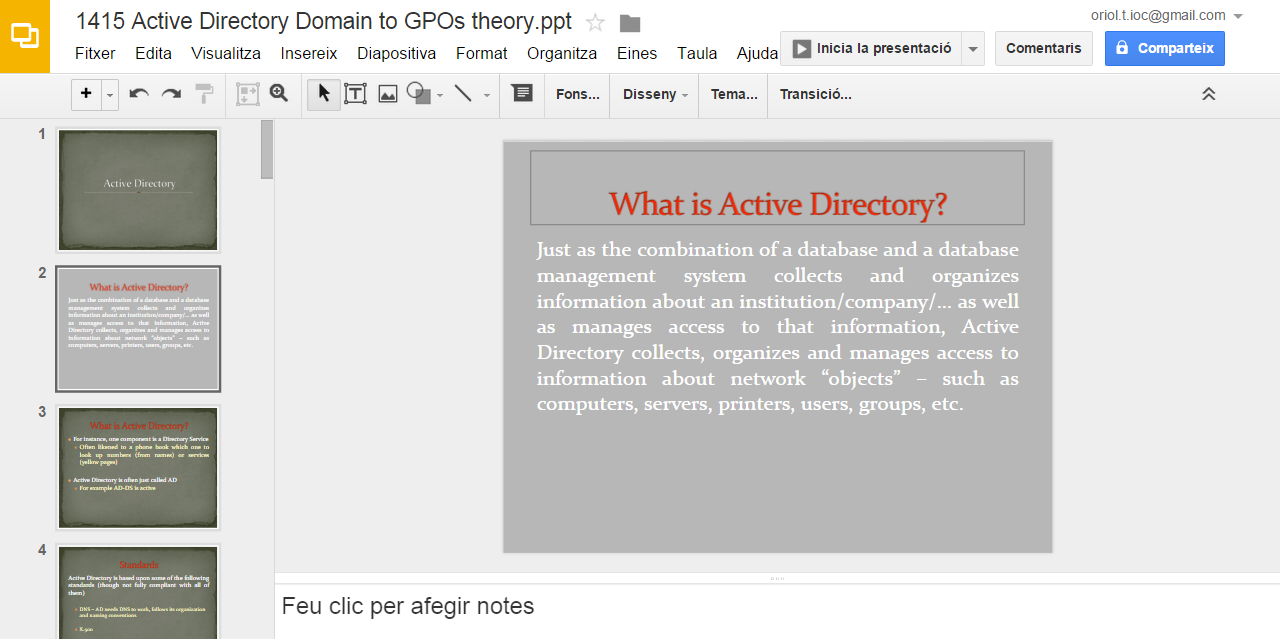 1415 Active Directory Domain to GPOs theory.ppt
oriol.t.ioc@gmail.com
Fitxer Edita Visualitza Insereix Diapositiva Format Organitza Eines Taula Ajuda
Inicia la presentació
Comentaris
Comparteix
Fons... Disseny Tema... Transició...
1
Active Directory
2
What is Active Directory?
Just as the combination of a database and a database
management system collects and organizes
information about an institution/company/... as well
as manages access to that information, Active
Directory collects, organizes and manages access to
information about network “objects” – such as
computers, servers, printers, users, groups, etc.
3
What is Active Directory?
For instance, one component is a Directory Service
Often likened to a phone book which one to
look up numbers (from names) or services
(yellow pages)
Active Directory is often just called AD
For example AD-DS is active
4
Standards
Active Directory is based upon some of the following
standards (though not fully compliant with all of
them)
DNS – AD needs DNS to work, follows its organization
and naming conventions
X.500
What is Active Directory?
Just as the combination of a database and a database
management system collects and organizes
information about an institution/company/... as well
as manages access to that information, Active
Directory collects, organizes and manages access to
information about network “objects” – such as
computers, servers, printers, users, groups, etc.
Feu clic per afegir notes